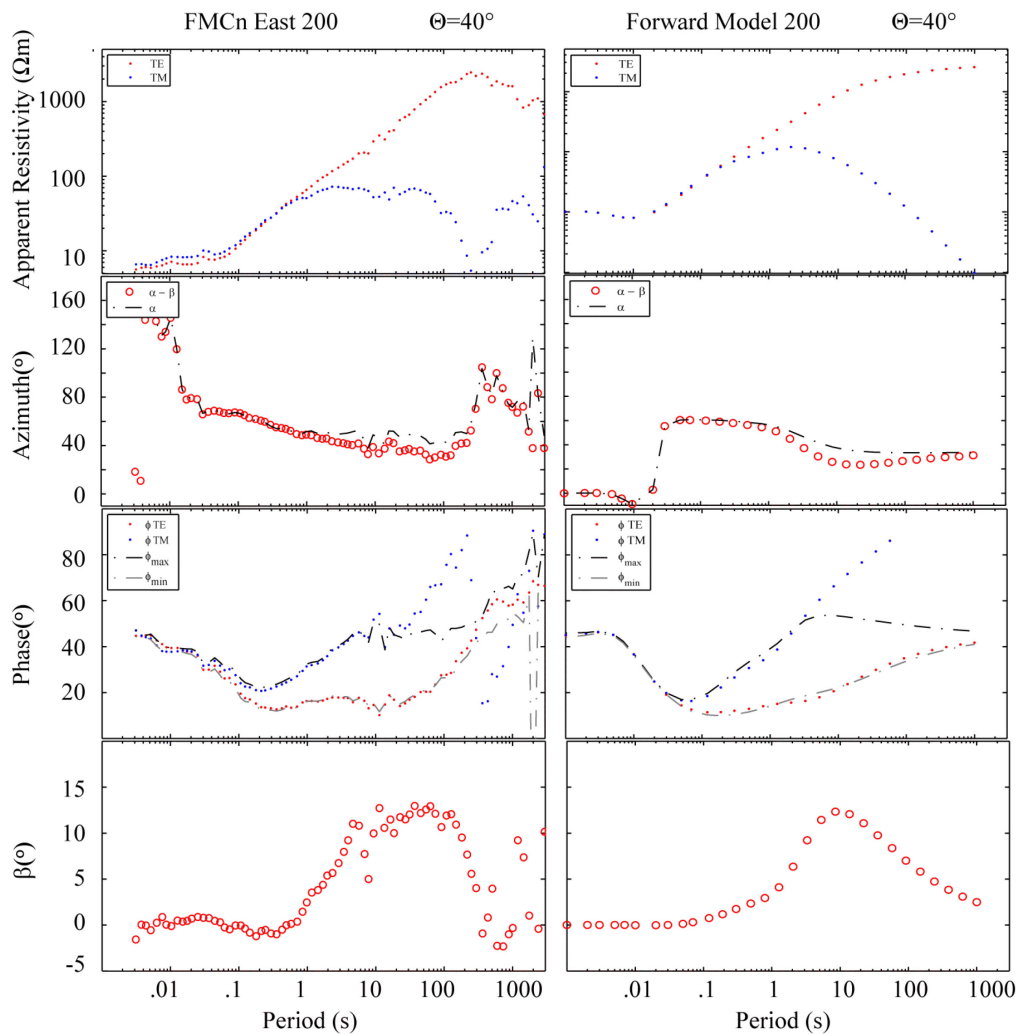 FMCn East 200 Θ=40° Forward Model 200 Θ=40°
Apparent Resistivity (Ωm)
1000
100
10
TE
TM
TE
TM
Azimuth(°)
160
120
80
40
0
α − β
α
α − β
α
Phase(°)
80
60
40
20
ϕ TE
ϕ TM
ϕmax
ϕmin
ϕ TE
ϕ TM
ϕmax
ϕmin
β(°)
15
10
5
0
-5
.01 .1 1 10 100 1000 .01 .1 1 10 100 1000
Period (s) Period (s)